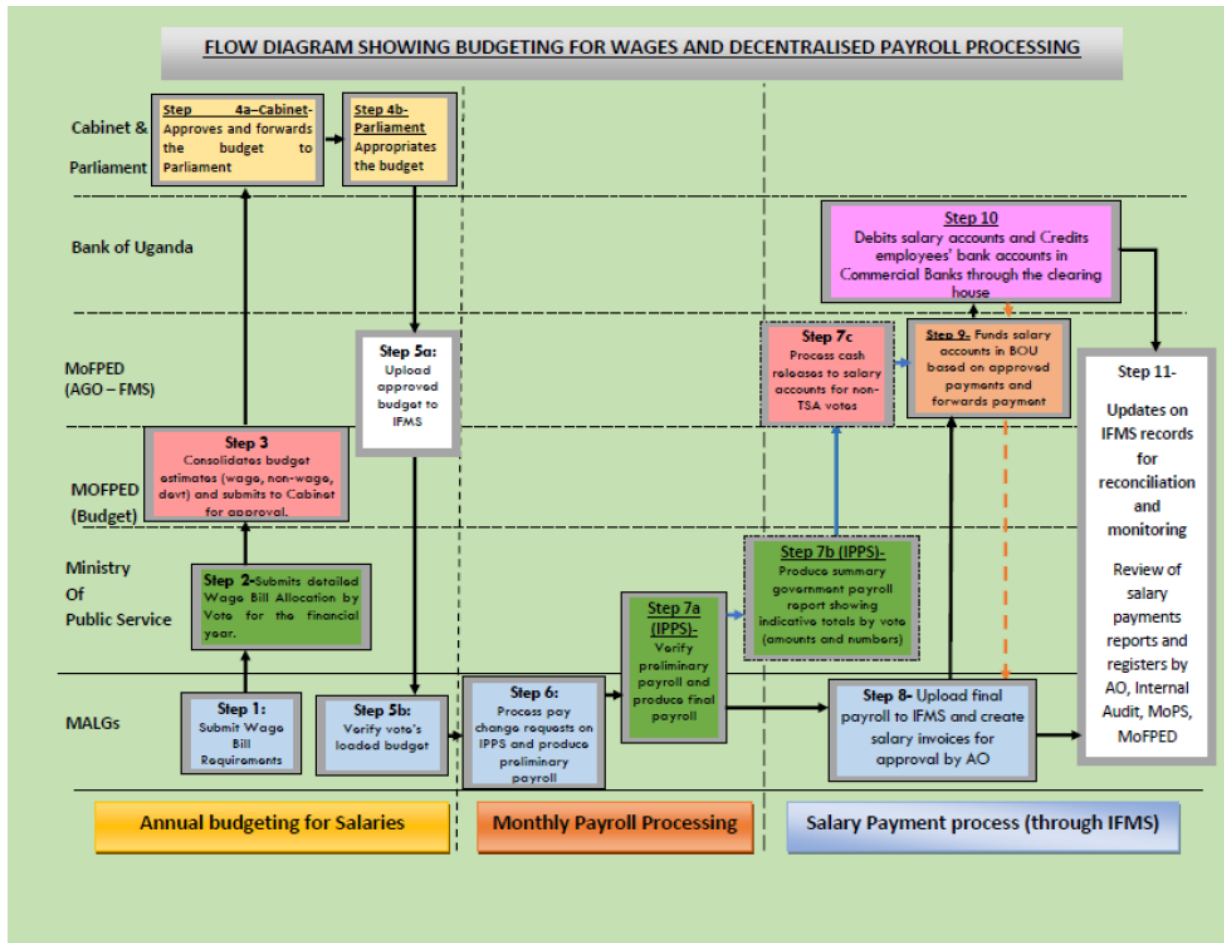 FLOW DIAGRAM SHOWING BUDGETING FOR WAGES AND DECENTRALISED PAYROLL PROCESSING
Cabinet &
Parliament
Step 4a–Cabinet-
Approves and forwards
the budget to
Parliament
Step 4b-
Parliament
Appropriates
the budget
Bank of Uganda
Step 10
Debits salary accounts and Credits
employees' bank accounts in
Commercial Banks through the clearing
house
MoFPED
(AGO – FMS)
Step 5a:
Upload
approved
budget to
IFMS
Step 7c
Process cash
releases to salary
accounts for non-
TSA votes
Step 9- Funds salary
accounts in BOU
based on approved
payments and
forwards payment
Step 11-
Updates on
IFMS records
for
reconciliation
and
monitoring
Review of
salary
payments
reports and
registers by
AO, Internal
Audit, MoPS,
MoFPED
MOFPED
(Budget)
Step 3
Consolidates budget
estimates (wage, non-wage,
devt) and submits to Cabinet
for approval.
Ministry
Of
Public Service
Step 2-Submits detailed
Wage Bill Allocation by
Vote for the financial
year.
Step 7a
(IPPS)-
Verify
preliminary
payroll and
produce final
payroll
Step 7b (IPPS)-
Produce summary
government payroll
report showing
indicative totals by vote
(amounts and numbers)
MALGs
Step 1:
Submit Wage
Bill
Requirements
Step 5b:
Verify vote's
loaded budget
Step 6:
Process pay
change requests on
IPPS and produce
preliminary
payroll
Step 8- Upload final
payroll to IFMS and create
salary invoices for
approval by AO
Annual budgeting for Salaries
Monthly Payroll Processing
Salary Payment process (through IFMS)